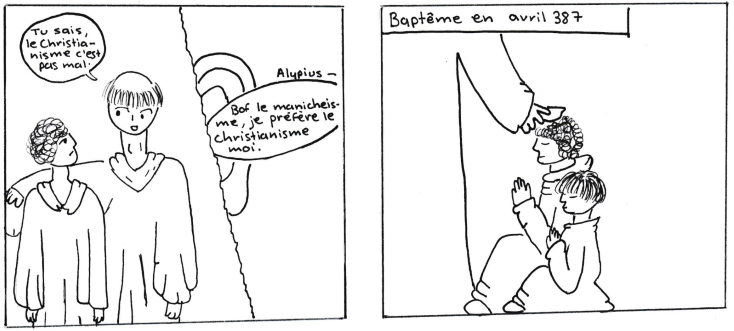 Tu sais,
le Christia-
nisme c'est
pas mal.
Alypius —
Bof le manicheis-
me, je préfère le
Christianisme
moi.
Baptême en avril 387